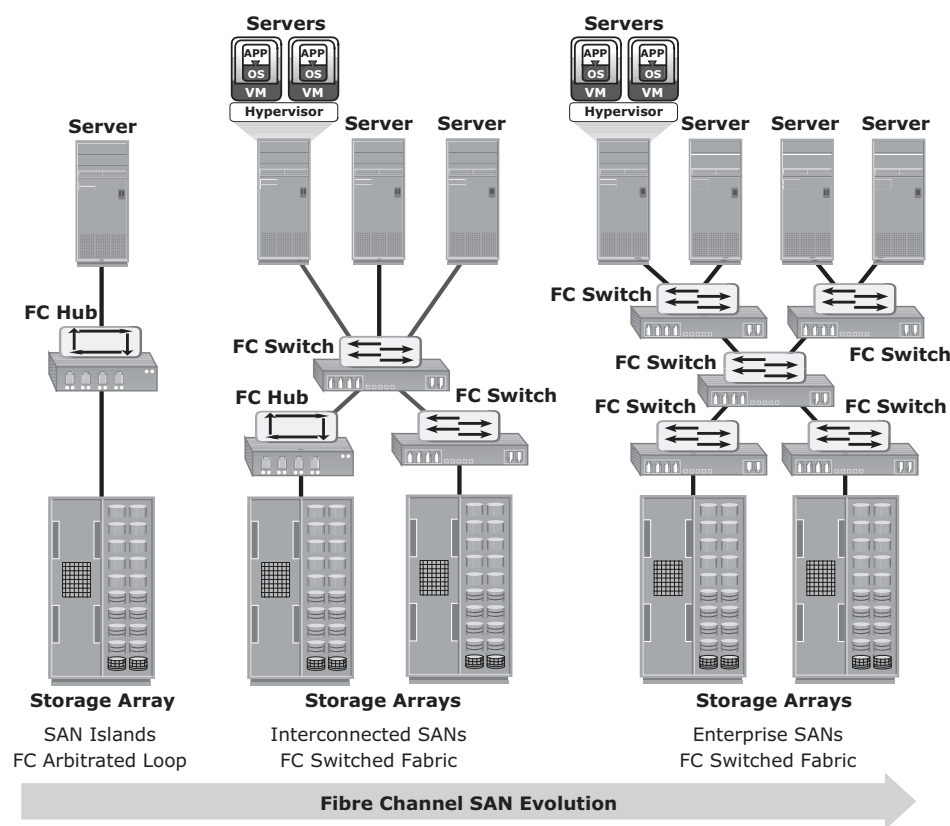 Servers
APP
OS
VM
APP
OS
VM
Hypervisor
Servers
APP
OS
VM
APP
OS
VM
Hypervisor
Server
Server
Server
Server
Server
Server
FC Hub
FC Switch
FC Hub
FC Switch
FC Switch
FC Switch
FC Switch
FC Switch
FC Switch
Storage Array
SAN Islands
FC Arbitrated Loop
Storage Arrays
Interconnected SANs
FC Switched Fabric
Storage Arrays
Enterprise SANs
FC Switched Fabric
Fibre Channel SAN Evolution